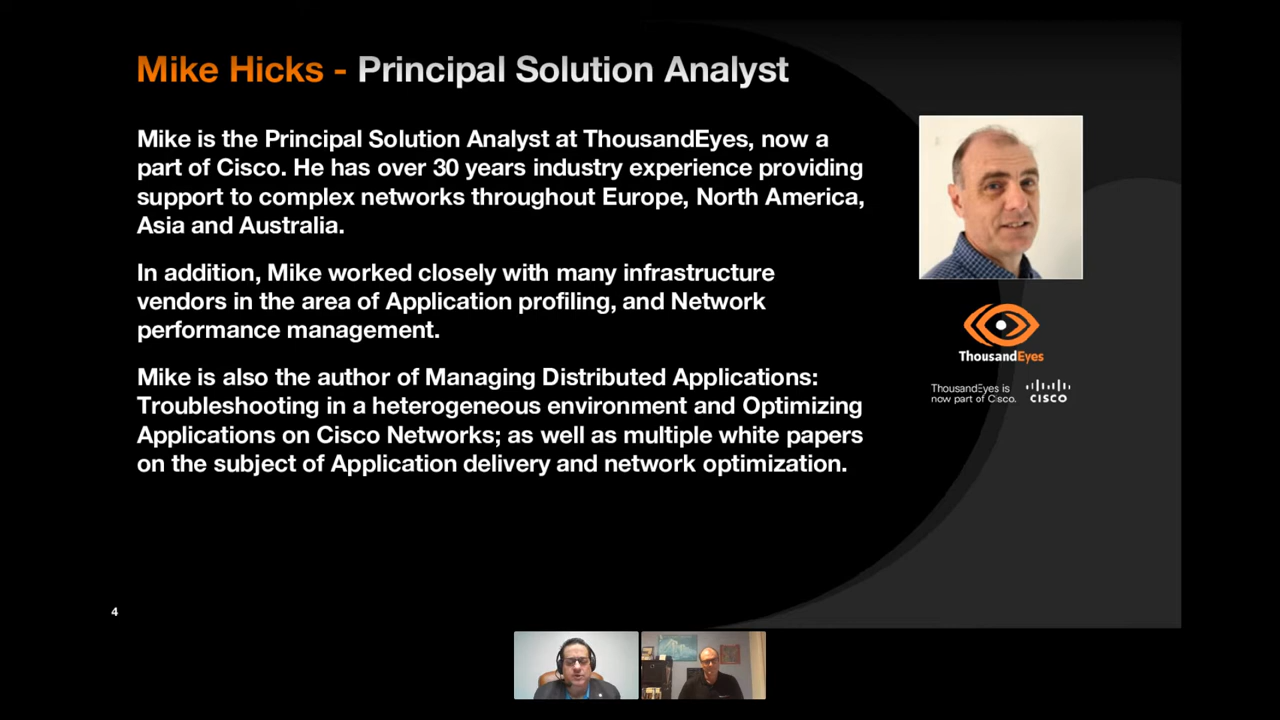 Mike Hicks - Principal Solution Analyst
Mike is the Principal Solution Analyst at ThousandEyes, now a
part of Cisco. He has over 30 years industry experience providing
support to complex networks throughout Europe, North America,
Asia and Australia.
In addition, Mike worked closely with many infrastructure
vendors in the area of Application profiling, and Network
performance management.
Mike is also the author of Managing Distributed Applications:
Troubleshooting in a heterogeneous environment and Optimizing
Applications on Cisco Networks; as well as multiple white papers
on the subject of Application delivery and network optimization.
ThousandEyes
ThousandEyes is
now part of Cisco.
CISCO
4